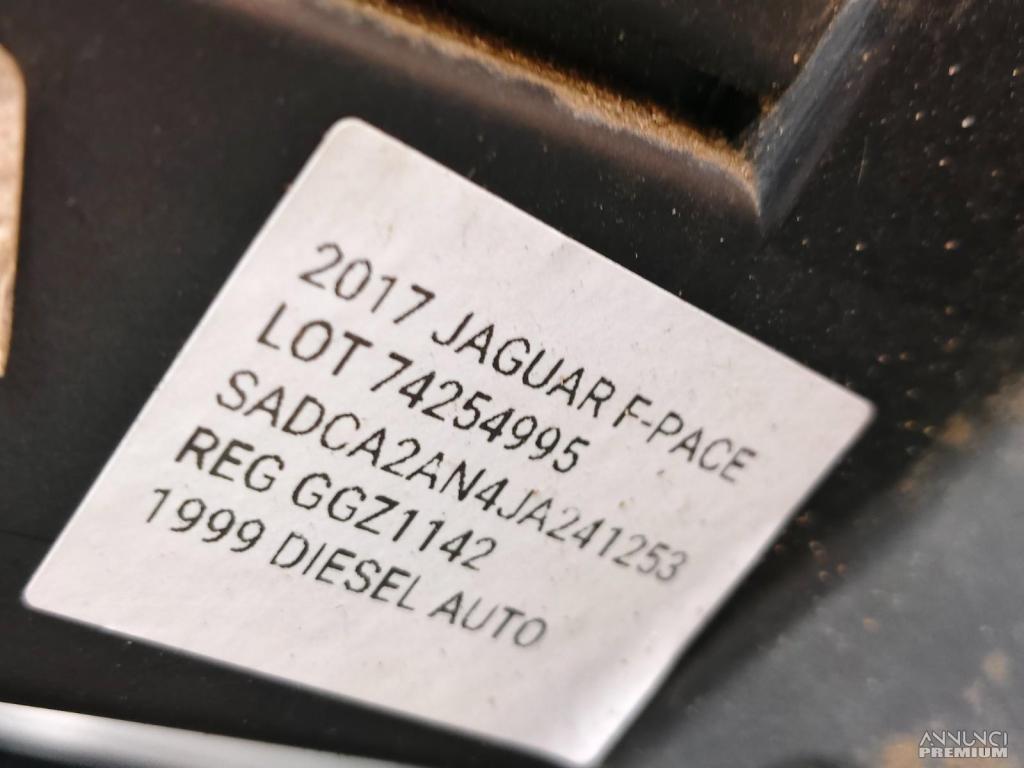 2017 JAGUAR F-PACE
LOT 74254995
SADCA2AN4JA241253
REG GGZ1142
1999 DIESEL AUTO
ANNUNCI
PREMIUM